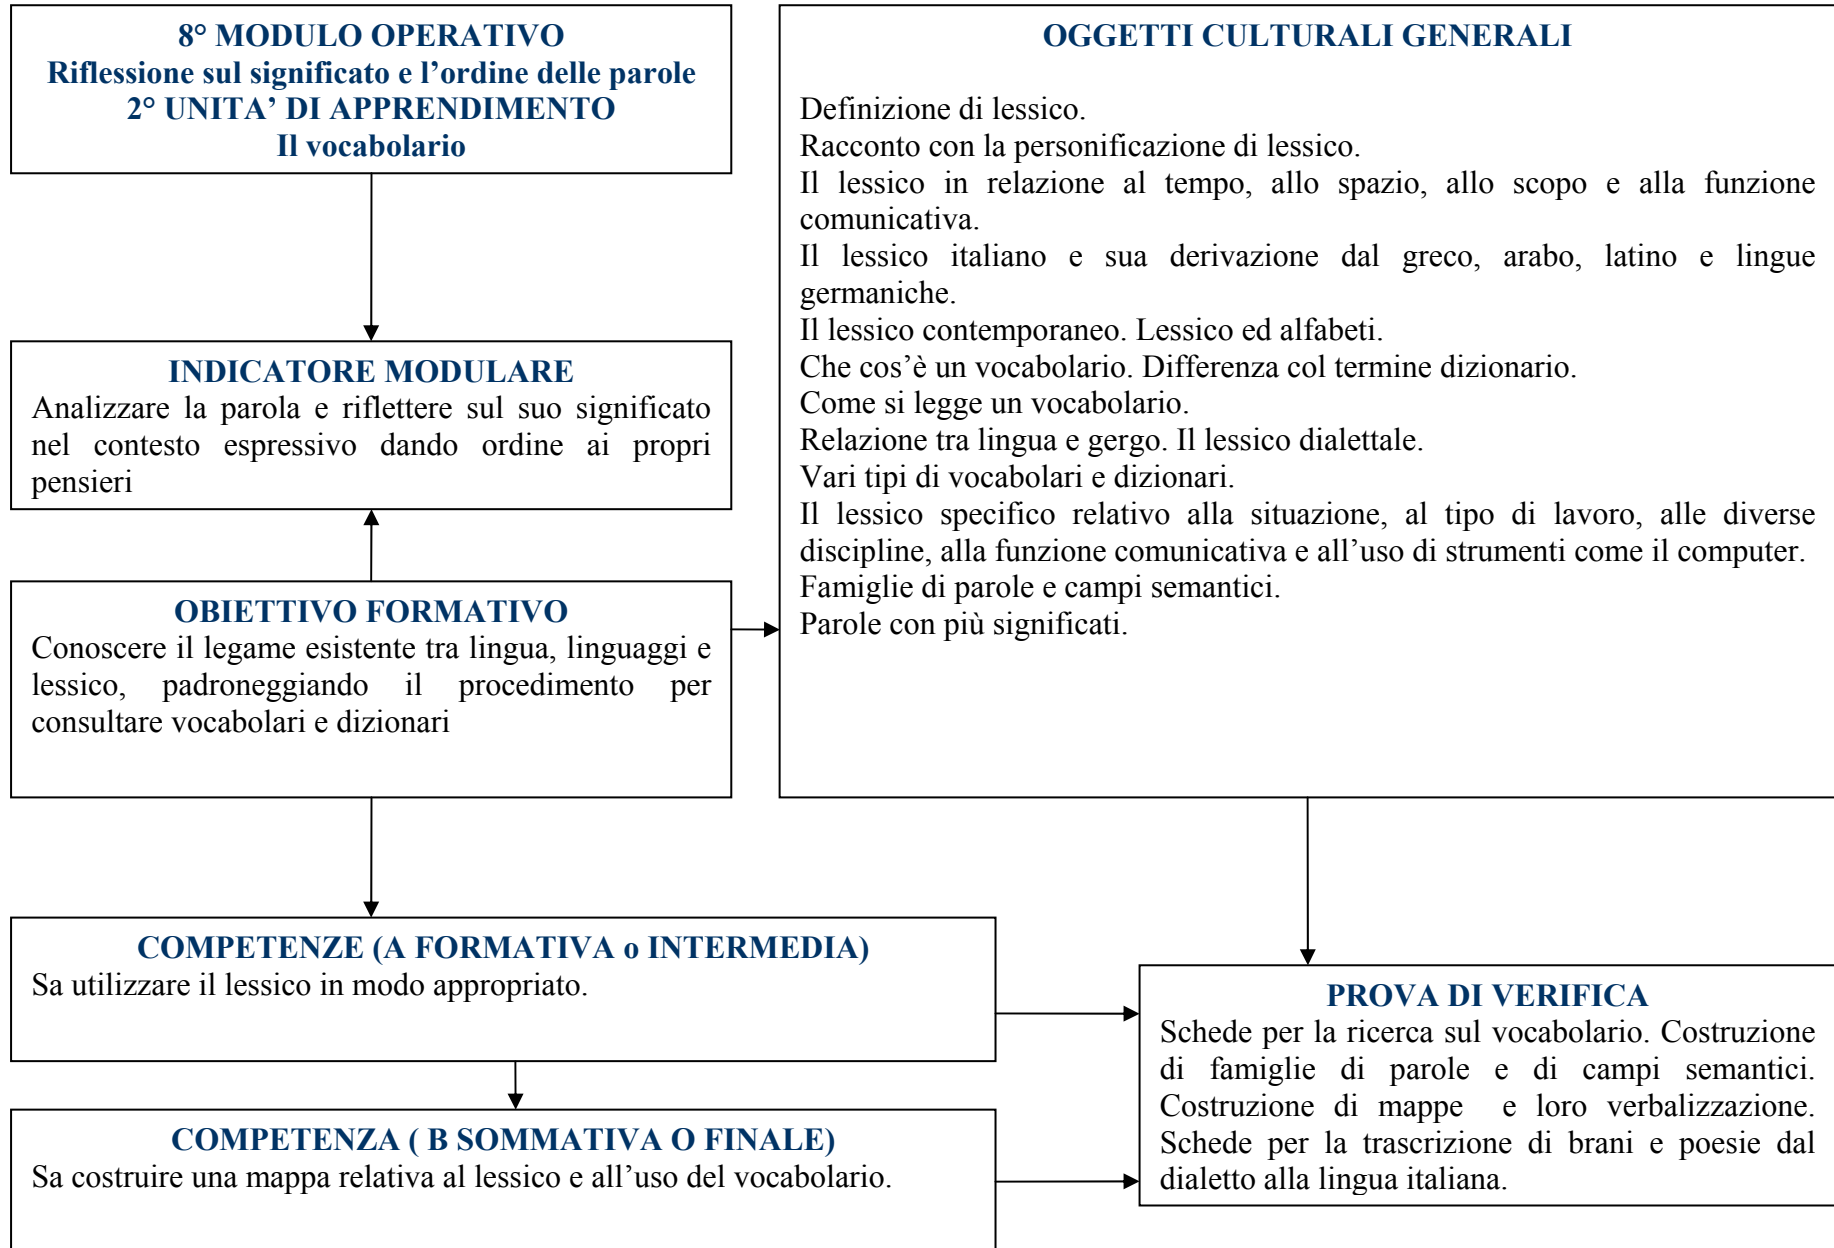 8° MODULO OPERATIVO
Riflessione sul significato e l’ordine delle parole
2° UNITA’ DI APPRENDIMENTO
Il vocabolario
INDICATORE MODULARE
Analizzare la parola e riflettere sul suo significato
nel contesto espressivo dando ordine ai propri
pensieri
OBIETTIVO FORMATIVO
Conoscere il legame esistente tra lingua, linguaggi e
lessico, padroneggiando il procedimento per
consultare vocabolari e dizionari
OGGETTI CULTURALI GENERALI
Definizione di lessico.
Racconto con la personificazione di lessico.
Il lessico in relazione al tempo, allo spazio, allo scopo e alla funzione
comunicativa.
Il lessico italiano e sua derivazione dal greco, arabo, latino e lingue
germaniche.
Il lessico contemporaneo. Lessico ed alfabeti.
Che cos’è un vocabolario. Differenza col termine dizionario.
Come si legge un vocabolario.
Relazione tra lingua e gergo. Il lessico dialettale.
Vari tipi di vocabolari e dizionari.
Il lessico specifico relativo alla situazione, al tipo di lavoro, alle diverse
discipline, alla funzione comunicativa e all’uso di strumenti come il computer.
Famiglie di parole e campi semantici.
Parole con più significati.
COMPETENZE (A FORMATIVA o INTERMEDIA)
Sa utilizzare il lessico in modo appropriato.
COMPETENZA ( B SOMMATIVA O FINALE)
Sa costruire una mappa relativa al lessico e all’uso del vocabolario.
PROVA DI VERIFICA
Schede per la ricerca sul vocabolario. Costruzione
di famiglie di parole e di campi semantici.
Costruzione di mappe e loro verbalizzazione.
Schede per la trascrizione di brani e poesie dal
dialetto alla lingua italiana.